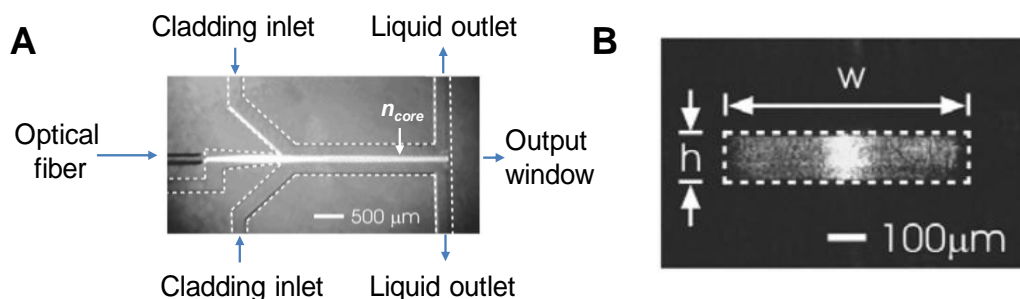 A
Cladding inlet
Liquid outlet
Optical
fiber
n_core
Output
window
500 μm
Cladding inlet
Liquid outlet
B
w
h
100μm